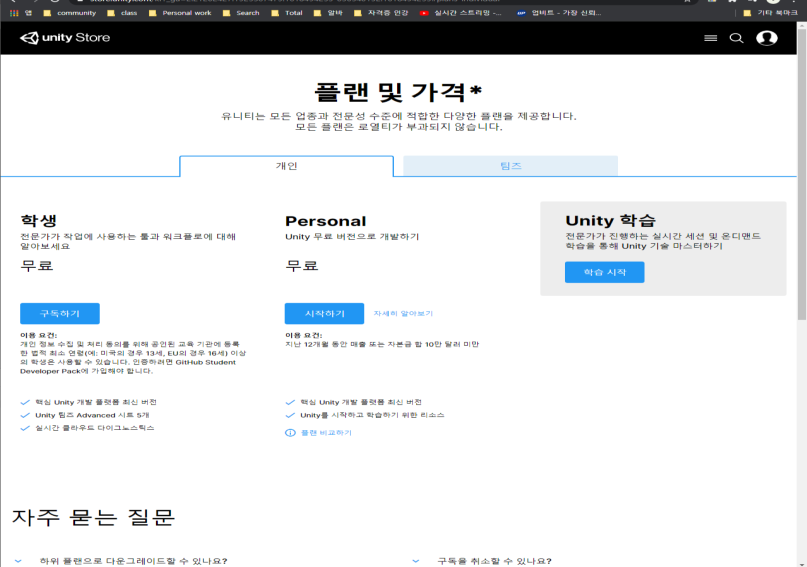 앱 community class Personal work Search Total 알바 자격증 인강 실시간 스트리밍 -... 업비트 - 가장 신뢰... 기타 북마크
unity Store
플랜 및 가격*
유니티는 모든 업종과 전문성 수준에 적합한 다양한 플랜을 제공합니다.
모든 플랜은 로열티가 부과되지 않습니다.
개인 팀즈
학생
전문가가 작업에 사용하는 툴과 워크플로에 대해
알아보세요
무료
구독하기
이용 요건:
개인 정보 수집 및 처리 동의를 위해 공인된 교육 기관에 등록
한 법적 최소 연령(예: 미국의 경우 13세, EU의 경우 16세) 이상
의 학생은 사용할 수 있습니다. 인증하려면 GitHub Student
Developer Pack에 가입해야 합니다.
핵심 Unity 개발 플랫폼 최신 버전
Unity 팀즈 Advanced 시트 5개
실시간 클라우드 다이그노스틱스
Personal
Unity 무료 버전으로 개발하기
무료
시작하기 자세히 알아보기
이용 요건:
지난 12개월 동안 매출 또는 자본금 합 10만 달러 미만
핵심 Unity 개발 플랫폼 최신 버전
Unity를 시작하고 학습하기 위한 리소스
플랜 비교하기
Unity 학습
전문가가 진행하는 실시간 세션 및 온디맨드
학습을 통해 Unity 기술 마스터하기
학습 시작
자주 묻는 질문
하위 플랜으로 다운그레이드할 수 있나요?
구독을 취소할 수 있나요?